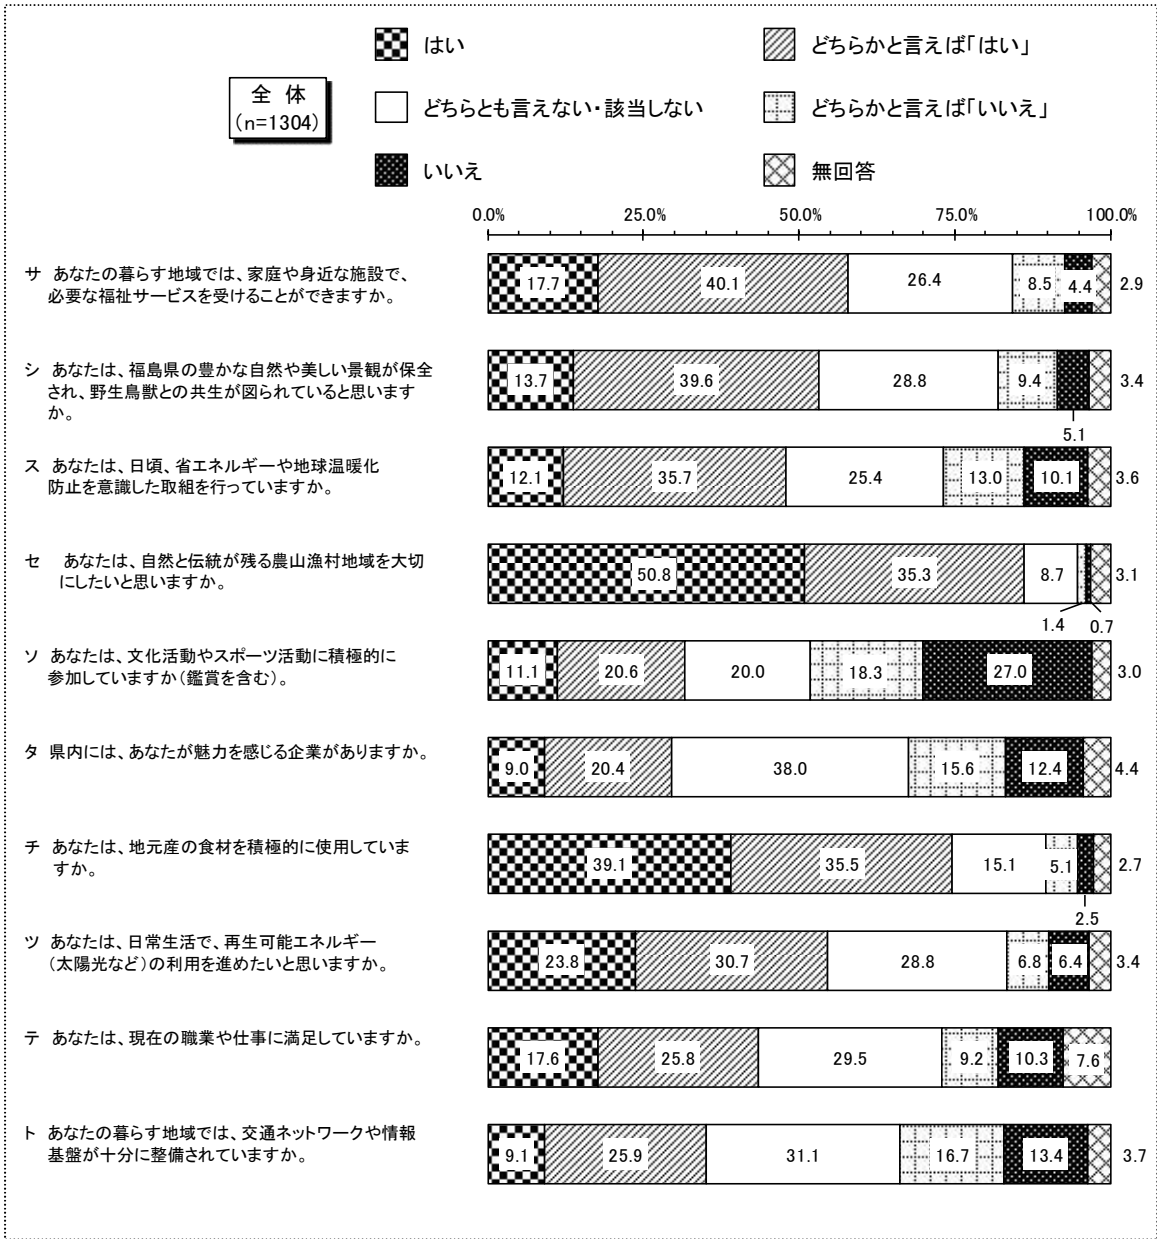 はい
どちらかと言えば「はい」
全 体
(n=1304)
どちらとも言えない・該当しない
どちらかと言えば「いいえ」
いいえ
無回答
0.0% 25.0% 50.0% 75.0% 100.0%
サ あなたの暮らす地域では、家庭や身近な施設で、
必要な福祉サービスを受けることができますか。
17.7 40.1 26.4 8.5 4.4 2.9
シ あなたは、福島県の豊かな自然や美しい景観が保全
され、野生鳥獣との共生が図られていると思います
か。
13.7 39.6 28.8 9.4 3.4
5.1
ス あなたは、日頃、省エネルギーや地球温暖化
防止を意識した取組を行っていますか。
12.1 35.7 25.4 13.0 10.1 3.6
セ あなたは、自然と伝統が残る農山漁村地域を大切
にしたいと思いますか。
50.8 35.3 8.7 3.1
1.4 0.7
ソ あなたは、文化活動やスポーツ活動に積極的に
参加していますか(鑑賞を含む)。
11.1 20.6 20.0 18.3 27.0 3.0
タ 県内には、あなたが魅力を感じる企業がありますか。
9.0 20.4 38.0 15.6 12.4 4.4
チ あなたは、地元産の食材を積極的に使用していま
すか。
39.1 35.5 15.1 5.1 2.7
2.5
ツ あなたは、日常生活で、再生可能エネルギー
(太陽光など)の利用を進めたいと思いますか。
23.8 30.7 28.8 6.8 6.4 3.4
テ あなたは、現在の職業や仕事に満足していますか。
17.6 25.8 29.5 9.2 10.3 7.6
ト あなたの暮らす地域では、交通ネットワークや情報
基盤が十分に整備されていますか。
9.1 25.9 31.1 16.7 13.4 3.7